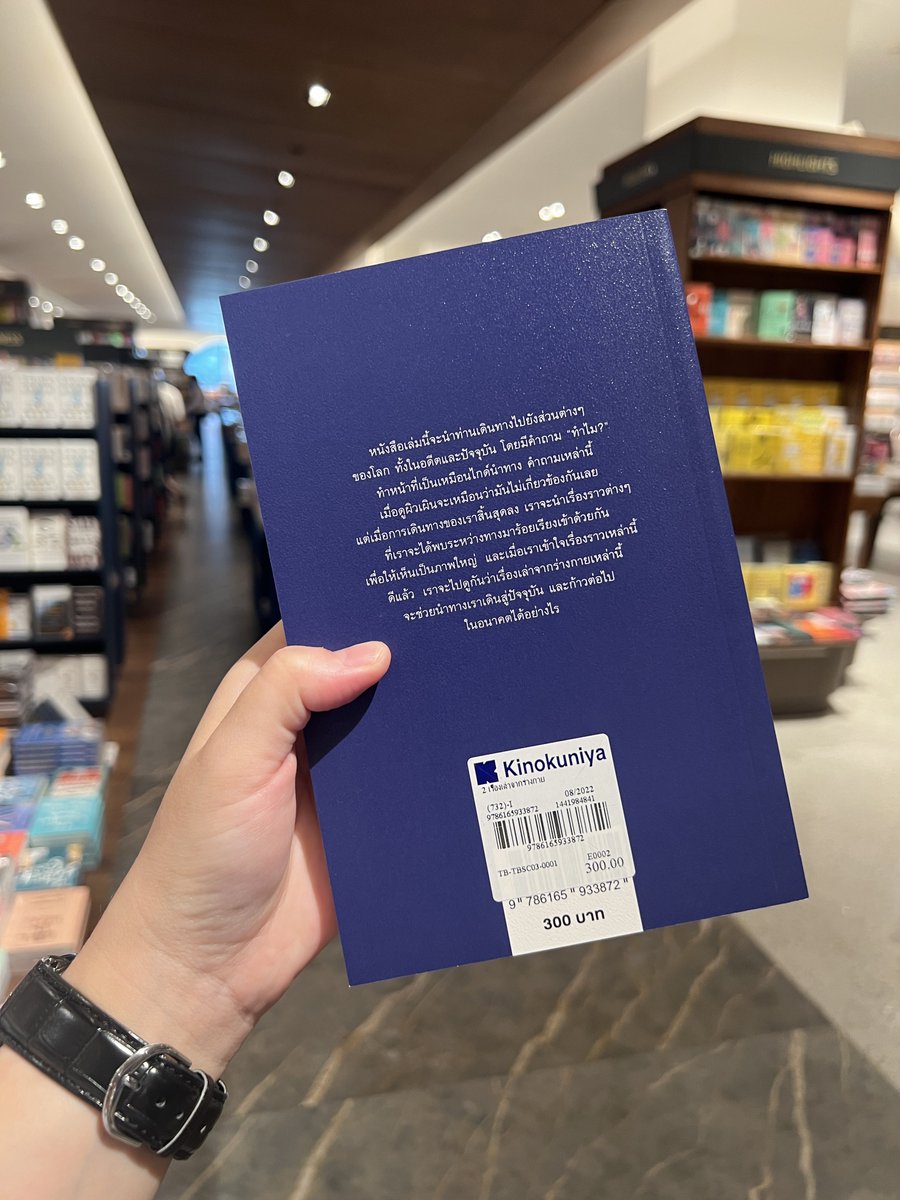 HIGHLIGHTS
หนังสือเล่มนี้จะนำท่านเดินทางไปยังส่วนต่างๆ
ของโลก ทั้งในอดีตและปัจจุบัน โดยมีคำถาม "ทำไม?"
ทำหน้าที่เป็นเหมือนไกด์นำทาง คำถามเหล่านี้
เมื่อดูผิวเผินจะเหมือนว่ามันไม่เกี่ยวข้องกันเลย
แต่เมื่อการเดินทางของเราสิ้นสุดลง เราจะนำเรื่องราวต่างๆ
ที่เราจะได้พบระหว่างทางมาร้อยเรียงเข้าด้วยกัน
เพื่อให้เห็นเป็นภาพใหญ่ และเมื่อเราเข้าใจเรื่องราวเหล่านี้
ดีแล้ว เราจะไปดูกันว่าเรื่องเล่าจากร่างกายเหล่านี้
จะช่วยนำทางเราเดินสู่ปัจจุบัน และก้าวต่อไป
ในอนาคตได้อย่างไร
Kinokuniya
2 เรื่องเล่าจากร่างกาย
(732)-I 08/2022
9786165933872 1441984841
9786165933872
TB-TBSC03-0001 E0002
300.00
9 "786165" 933872"
300 บาท